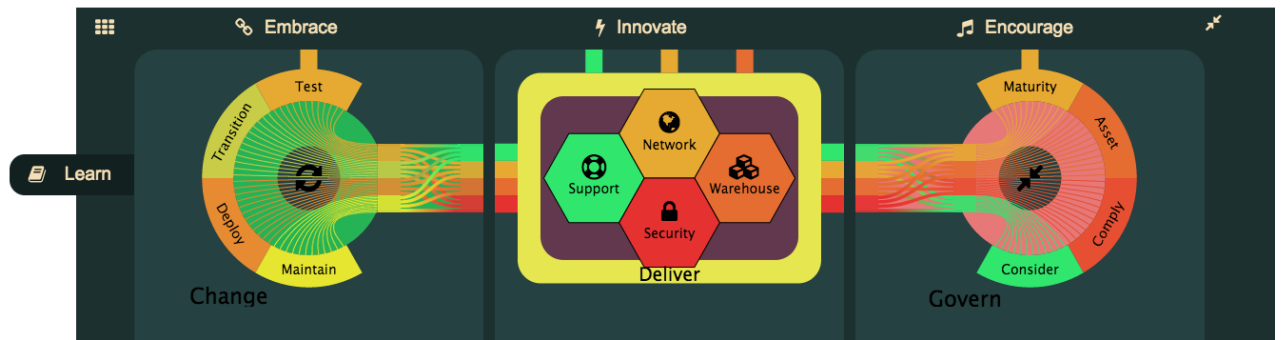 Embrace
Innovate
Encourage
Learn
Test
Transition
Deploy
Maintain
Change
Network
Support
Warehouse
Security
Deliver
Maturity
Asset
Comply
Consider
Govern